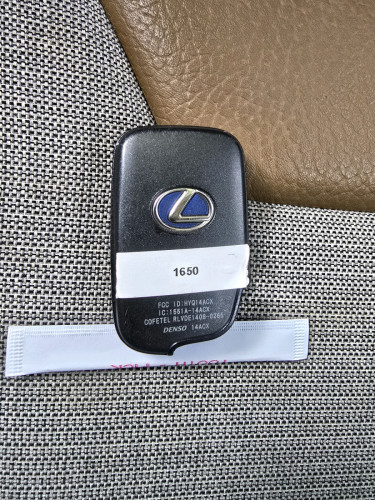 1650
FCC ID:HYQ14ACX
IC:1551A-14ACX
COFETEL RLVDE1408-0265
DENSO 14ACX